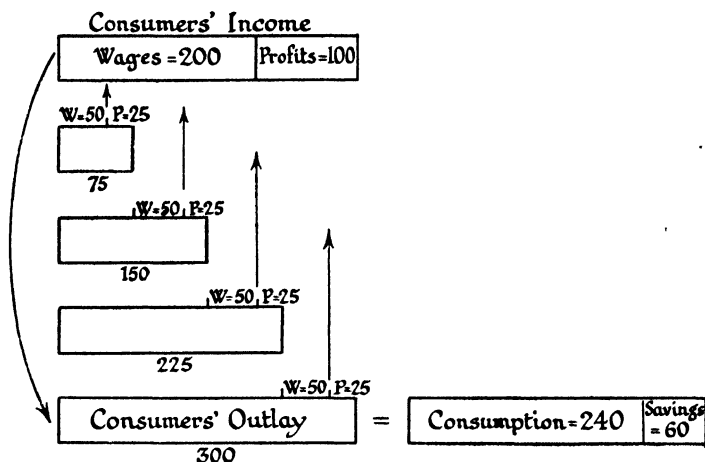 Consumers' Income
Wages = 200 Profits = 100
W = 50 P = 25
75
W = 50 P = 25
150
W = 50 P = 25
225
W = 50 P = 25
Consumers' Outlay = Consumption = 240 Savings = 60
300